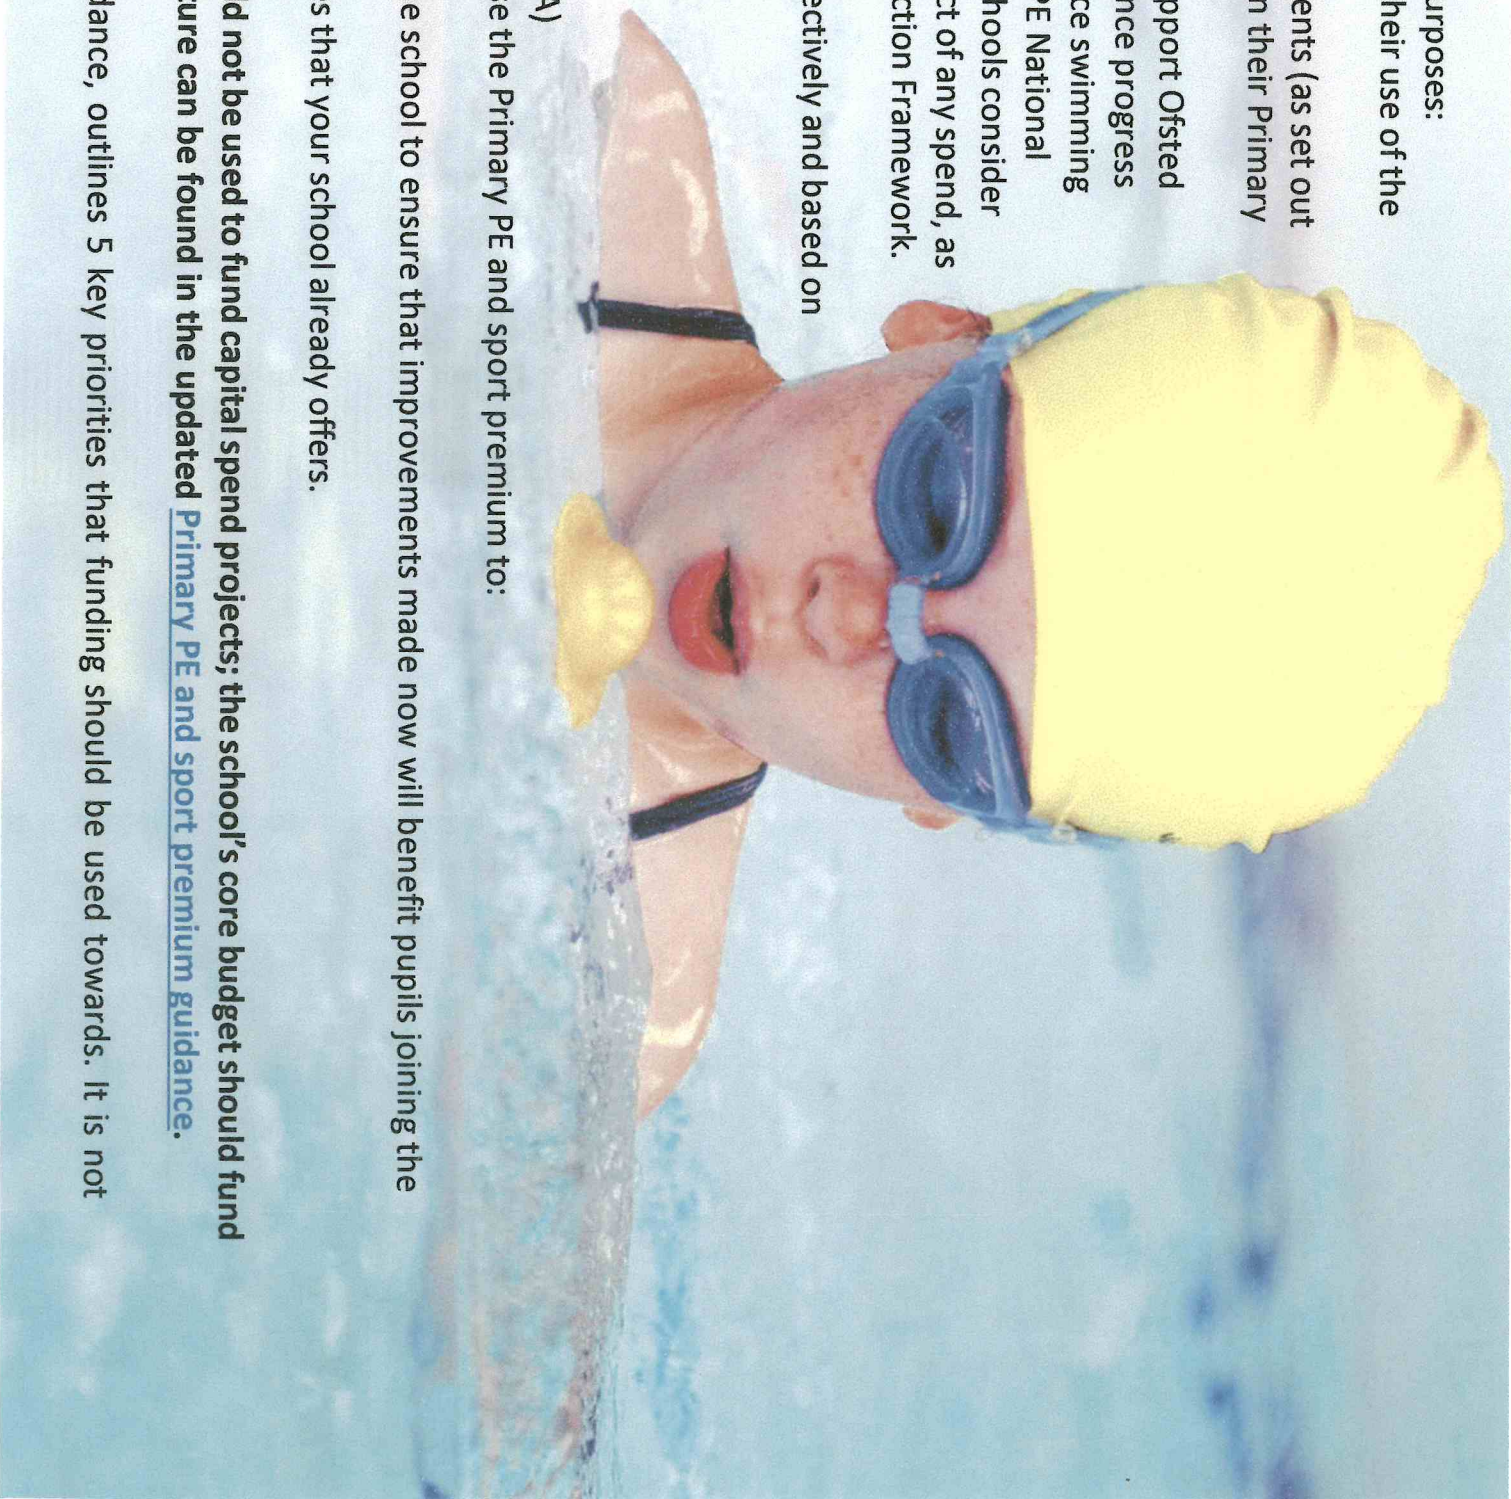 urposes:
heir use of the
ents (as set out
n their Primary
pport Ofsted
nce progress
ce swimming
PE National
hools consider
ct of any spend, as
ction Framework.
ectively and based on
A)
se the Primary PE and sport premium to:
e school to ensure that improvements made now will benefit pupils joining the
s that your school already offers.
ld not be used to fund capital spend projects; the school's core budget should fund
ture can be found in the updated Primary PE and sport premium guidance.
dance, outlines 5 key priorities that funding should be used towards. It is not